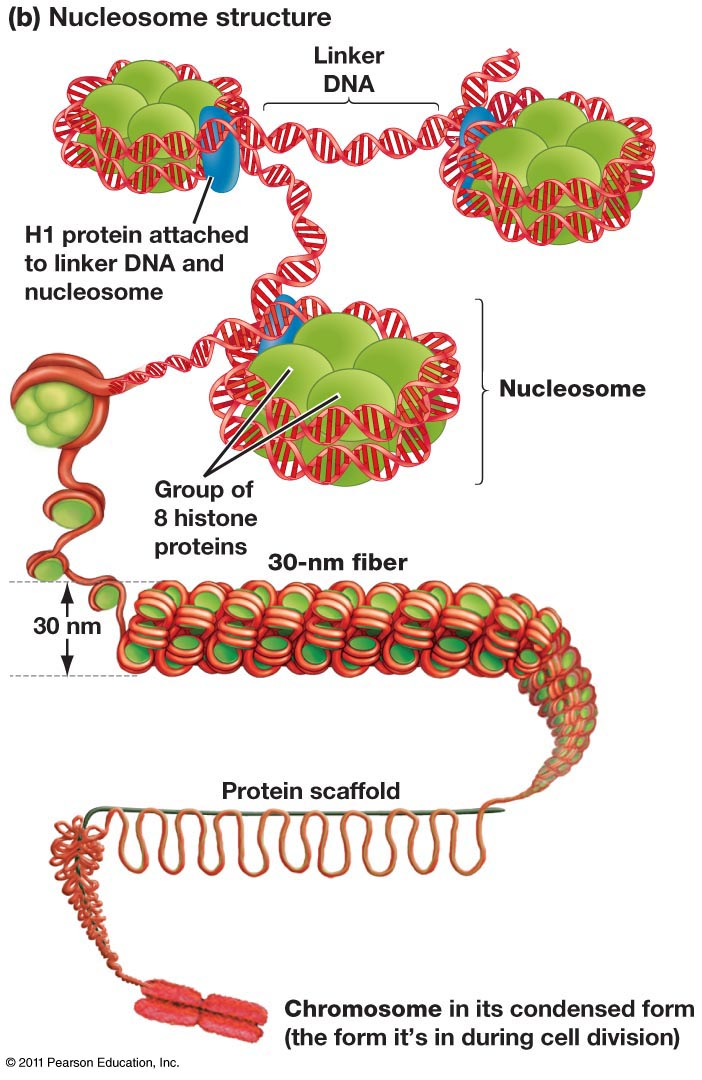 (b) Nucleosome structure
Linker
DNA
H1 protein attached
to linker DNA and
nucleosome
Nucleosome
Group of
8 histone
proteins
30-nm fiber
30 nm
Protein scaffold
Chromosome in its condensed form
(the form it's in during cell division)
© 2011 Pearson Education, Inc.